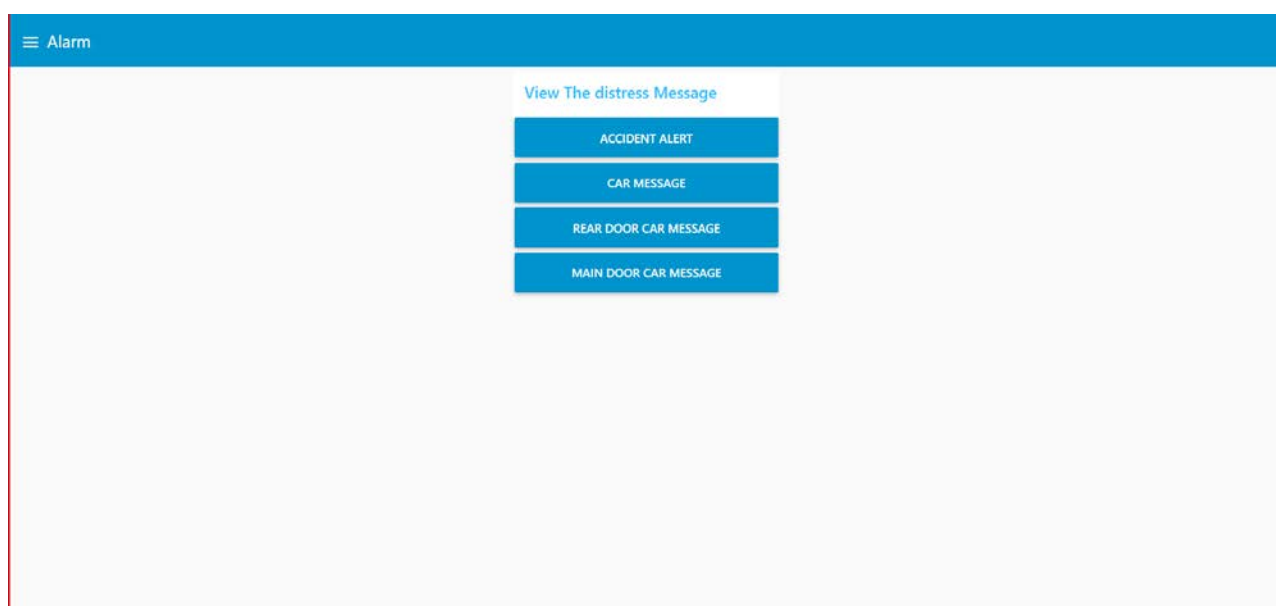 Alarm
View The distress Message
ACCIDENT ALERT
CAR MESSAGE
REAR DOOR CAR MESSAGE
MAIN DOOR CAR MESSAGE